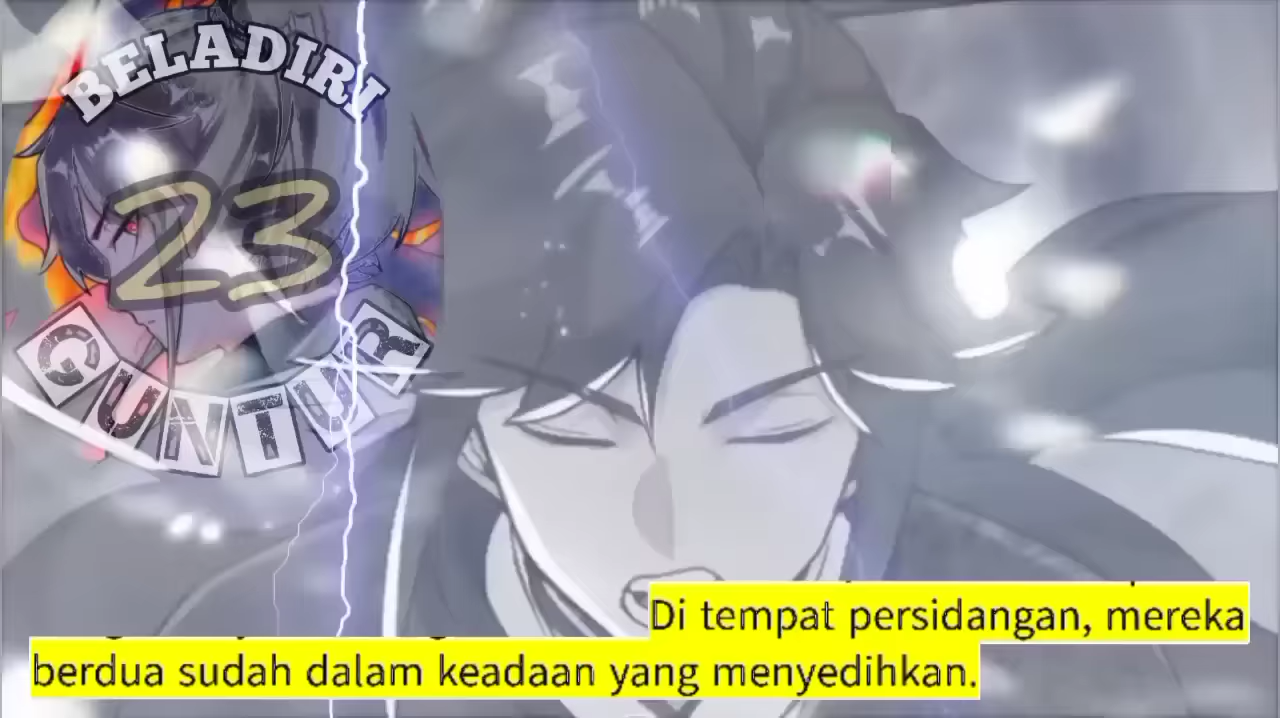 BELADIRI
23
GUNTUR
Di tempat persidangan, mereka
berdua sudah dalam keadaan yang menyedihkan.